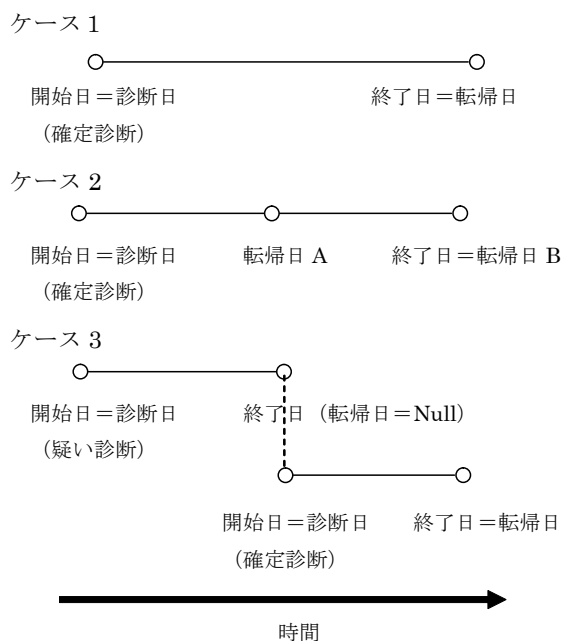 ケース 1
開始日＝診断日 終了日＝転帰日
（確定診断）
ケース 2
開始日＝診断日 転帰日 A 終了日＝転帰日 B
（確定診断）
ケース 3
開始日＝診断日 終了日（転帰日＝Null）
（疑い診断）
開始日＝診断日 終了日＝転帰日
（確定診断）
時間